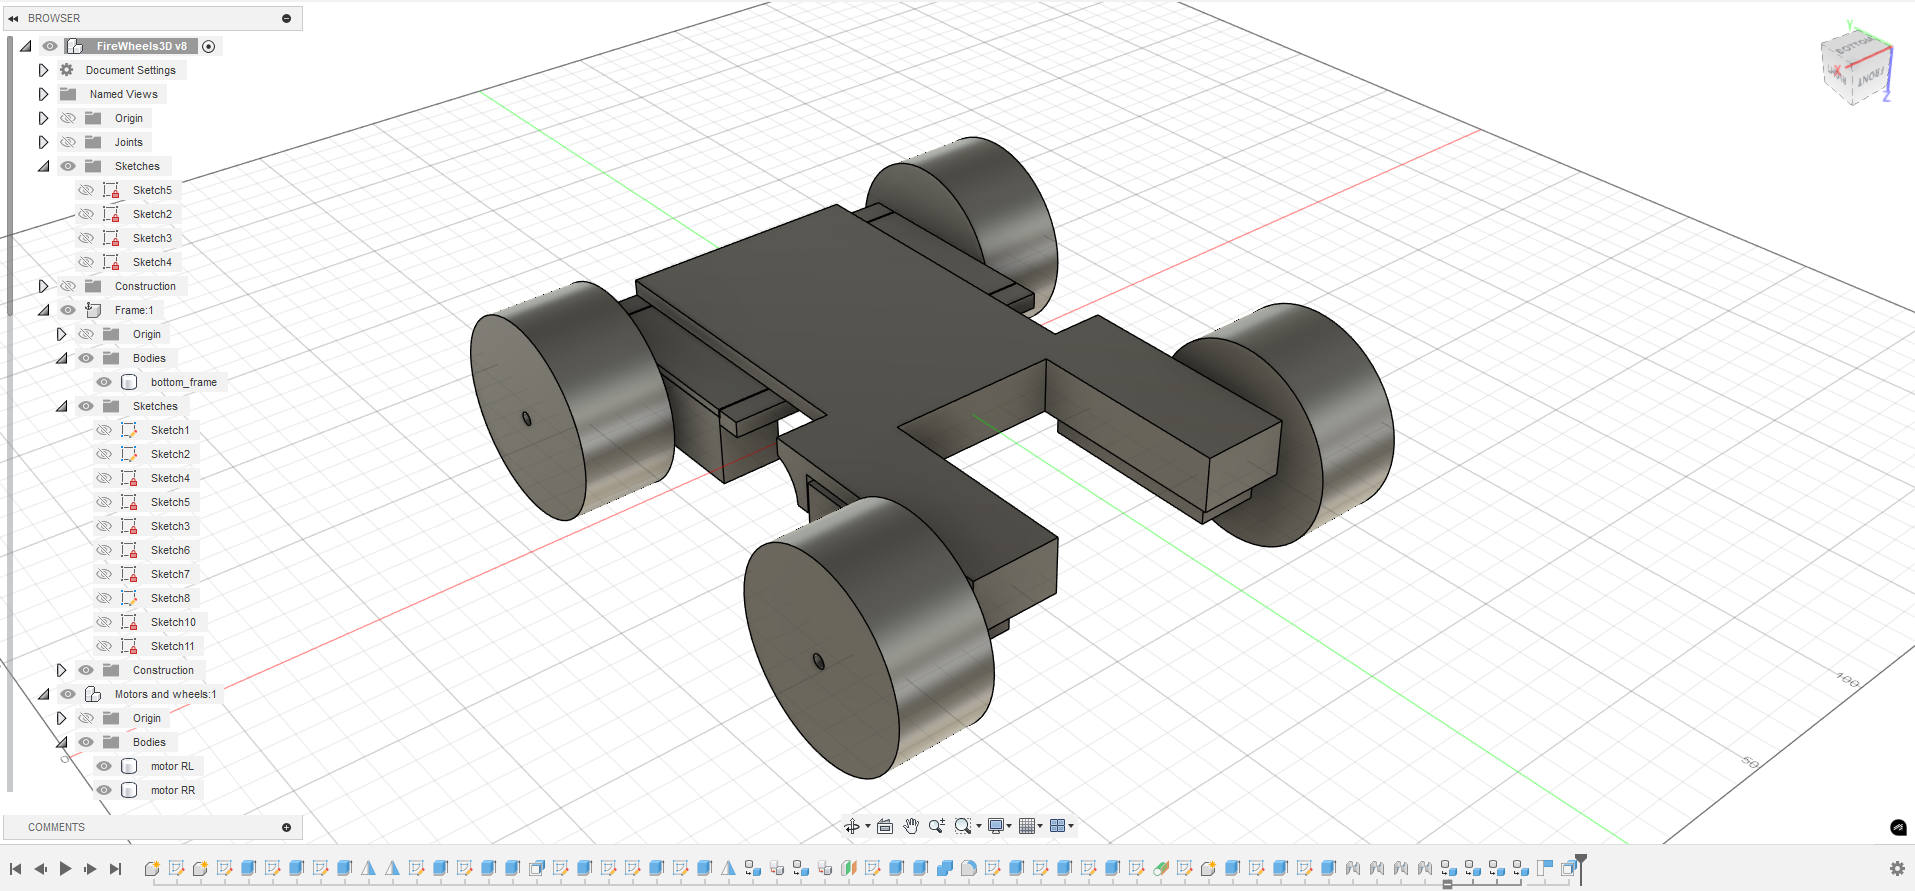 BROWSER
FireWheels3D v8
Document Settings
Named Views
Origin
Joints
Sketches
Sketch5
Sketch2
Sketch3
Sketch4
Construction
Frame:1
Origin
Bodies
bottom_frame
Sketches
Sketch1
Sketch2
Sketch4
Sketch5
Sketch3
Sketch6
Sketch7
Sketch8
Sketch10
Sketch11
Construction
Motors and wheels:1
Origin
Bodies
motor RL
motor RR
COMMENTS
Y
BOTTOM
X
FRONT
Z
100
50
0